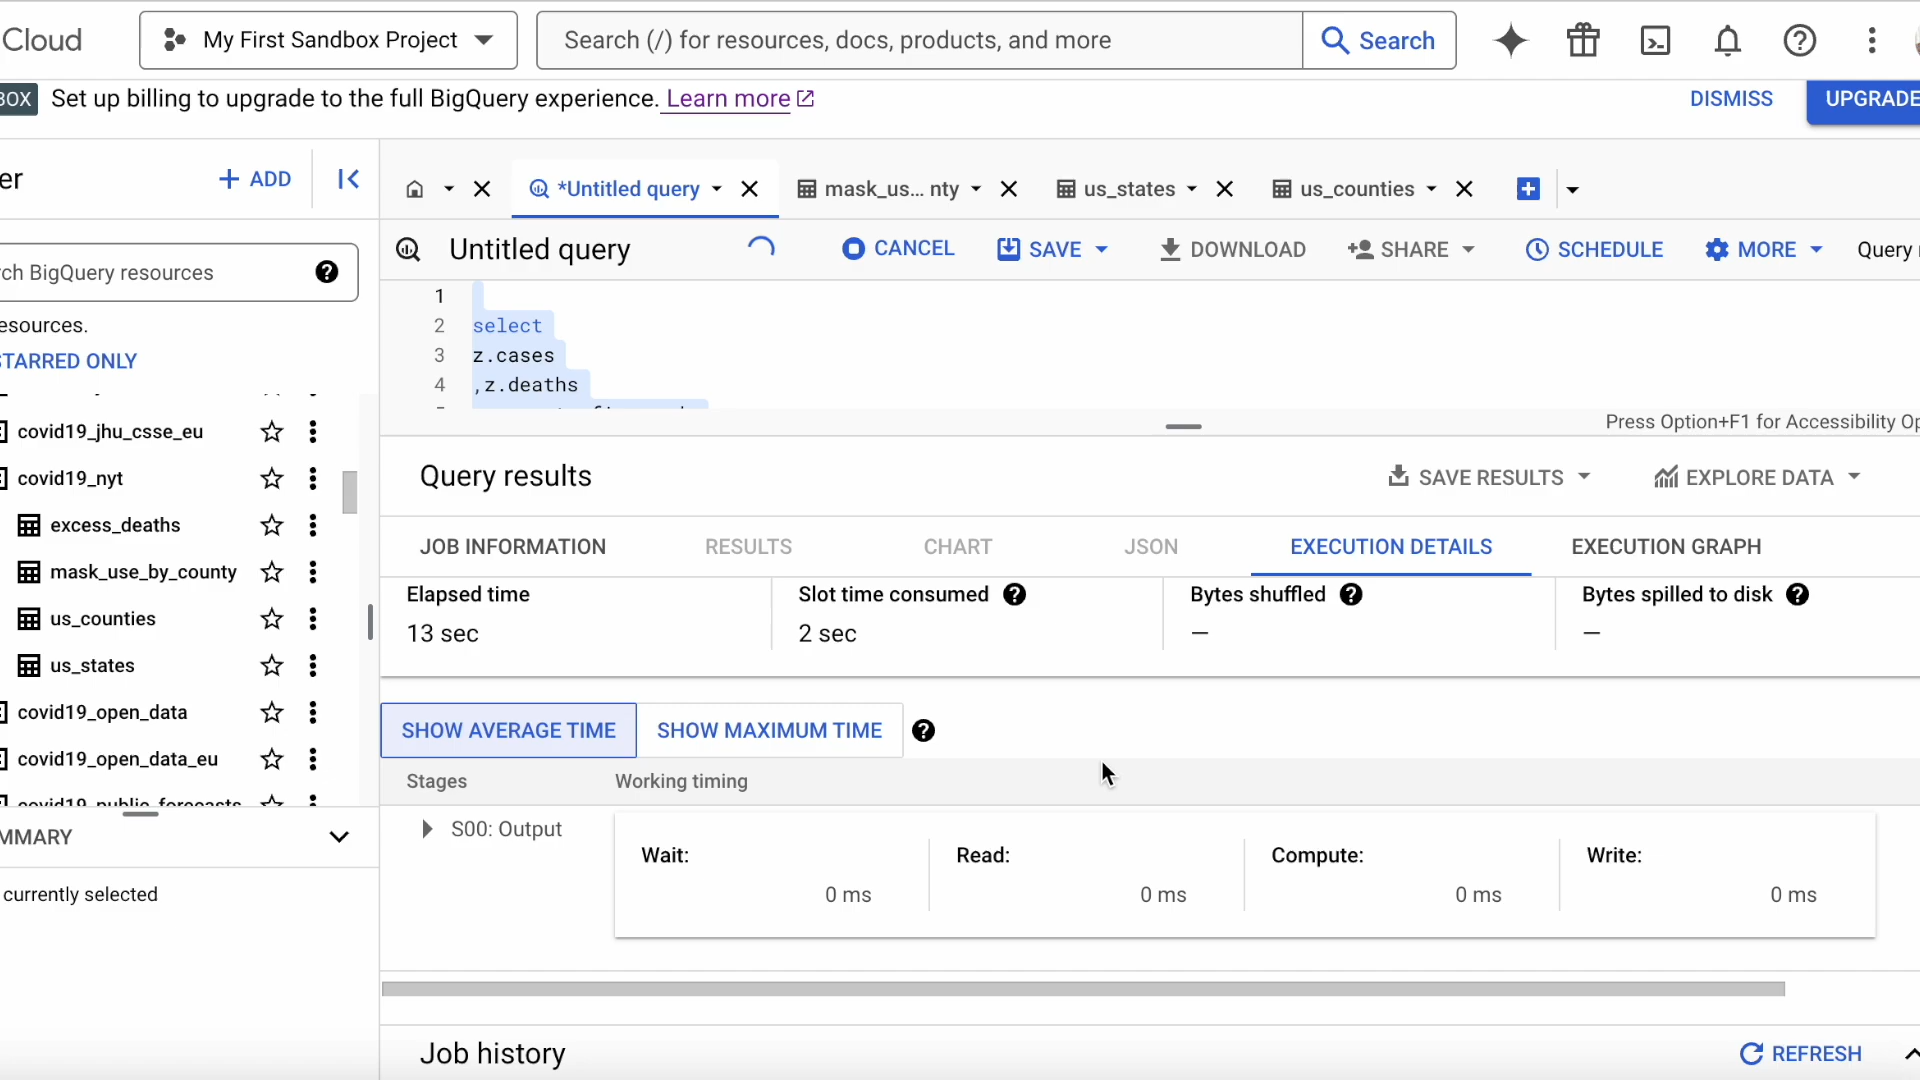 Cloud
My First Sandbox Project
Search (/) for resources, docs, products, and more
Search
BOX Set up billing to upgrade to the full BigQuery experience. Learn more
DISMISS
UPGRADE
er
ADD
*Untitled query
mask_us... nty
us_states
us_counties
Untitled query
CANCEL
SAVE
DOWNLOAD
SHARE
SCHEDULE
MORE
Query
ch BigQuery resources
esources.
STARRED ONLY
1
2 select
3 z.cases
4 ,z.deaths
Press Option+F1 for Accessibility Op
covid19_jhu_csse_eu
covid19_nyt
excess_deaths
mask_use_by_county
us_counties
us_states
covid19_open_data
covid19_open_data_eu
covid19_public_forecasts
MMARY
currently selected
Query results
SAVE RESULTS
EXPLORE DATA
JOB INFORMATION
RESULTS
CHART
JSON
EXECUTION DETAILS
EXECUTION GRAPH
Elapsed time
13 sec
Slot time consumed
2 sec
Bytes shuffled
—
Bytes spilled to disk
—
SHOW AVERAGE TIME
SHOW MAXIMUM TIME
Stages
Working timing
S00: Output
Wait:
0 ms
Read:
0 ms
Compute:
0 ms
Write:
0 ms
Job history
REFRESH